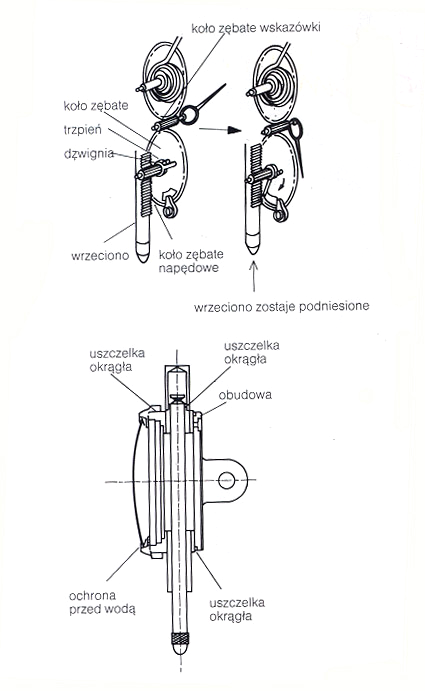 koło zębate wskazówki
koło zębate
trzpień
dzwignia
wrzeciono
koło zębate
napędowe
wrzeciono zostaje podniesione
uszczelka
okrągła
uszczelka
okrągła
obudowa
ochrona
przed wodą
uszczelka
okrągła